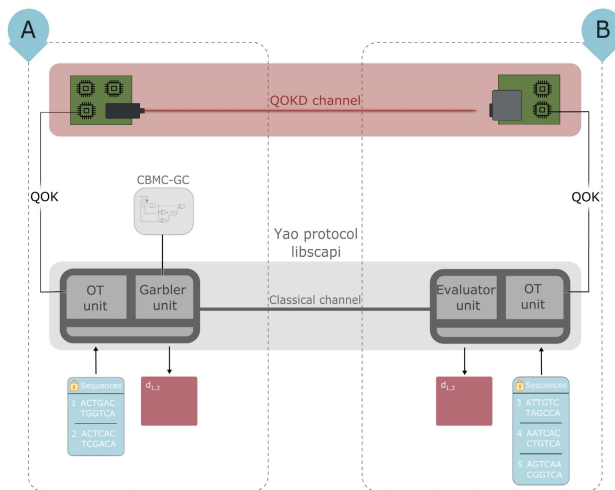 A
B
QOKD channel
QOK
QOK
CBMC-GC
Yao protocol
libscapi
OT
unit
Garbler
unit
Classical channel
Evaluator
unit
OT
unit
Sequences
1 ACTGAC
TGGTCA
2 ACTCAC
TCGACA
d1,3
d1,3
Sequences
3 ATTGTC
TAGCCA
4 AATCAC
CTGTCA
5 AGTCAA
CGGTCA